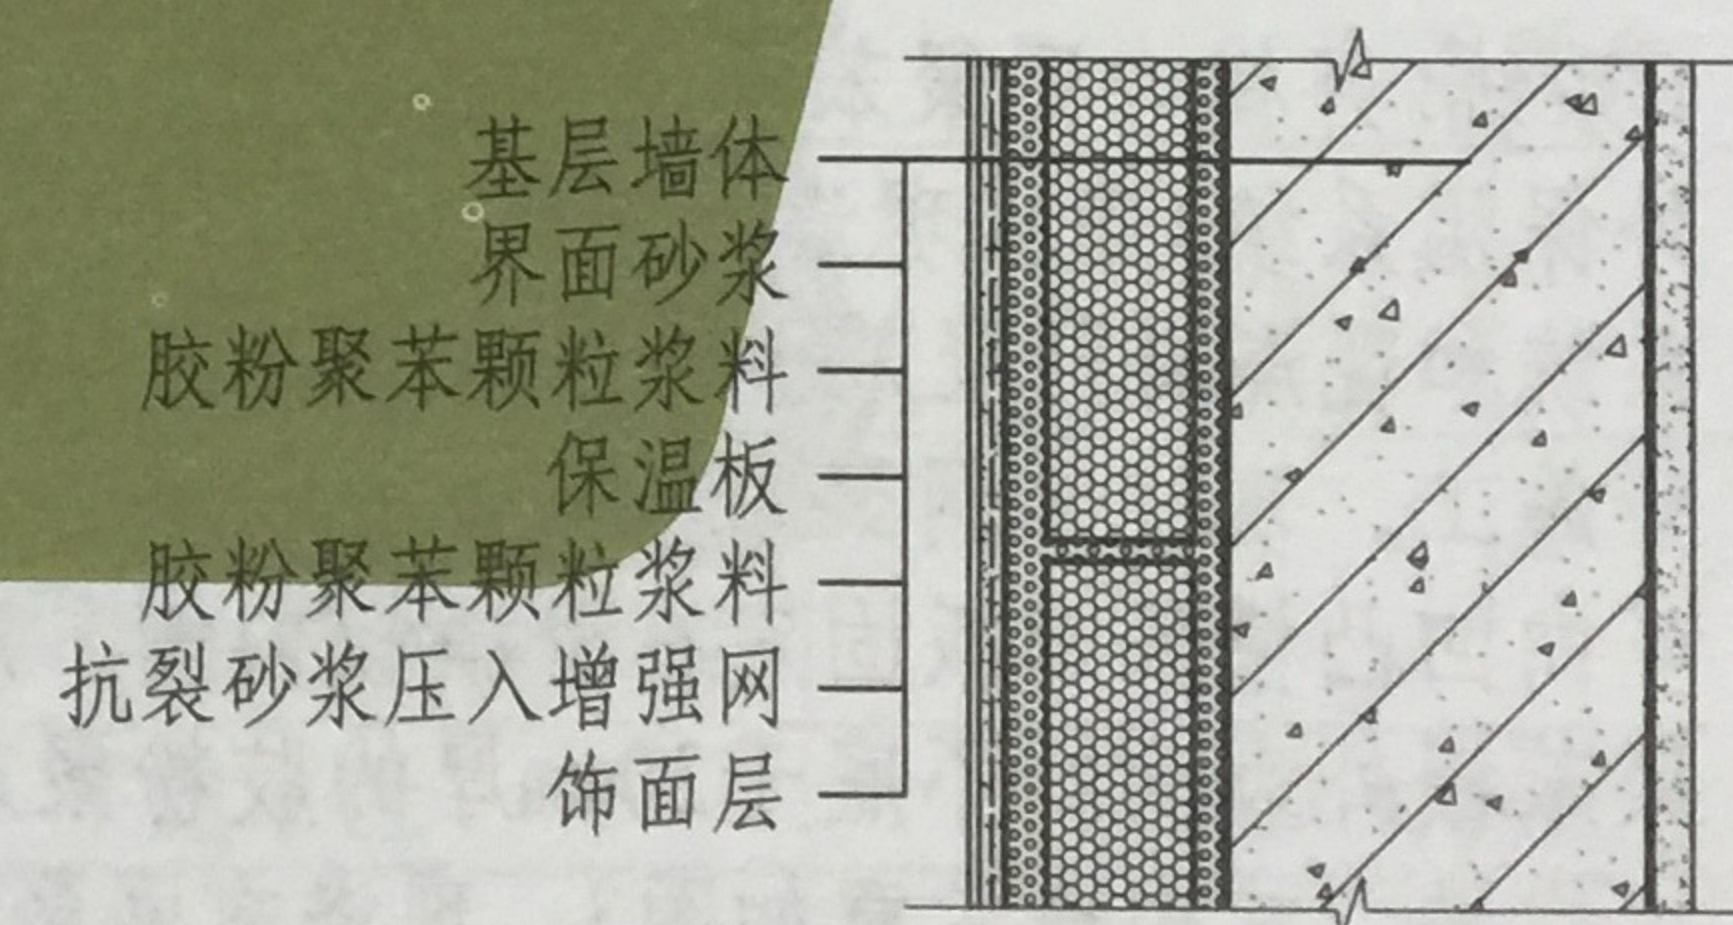 基层墙体
界面砂浆
胶粉聚苯颗粒浆料
保温板
胶粉聚苯颗粒浆料
抗裂砂浆压入增强网
饰面层